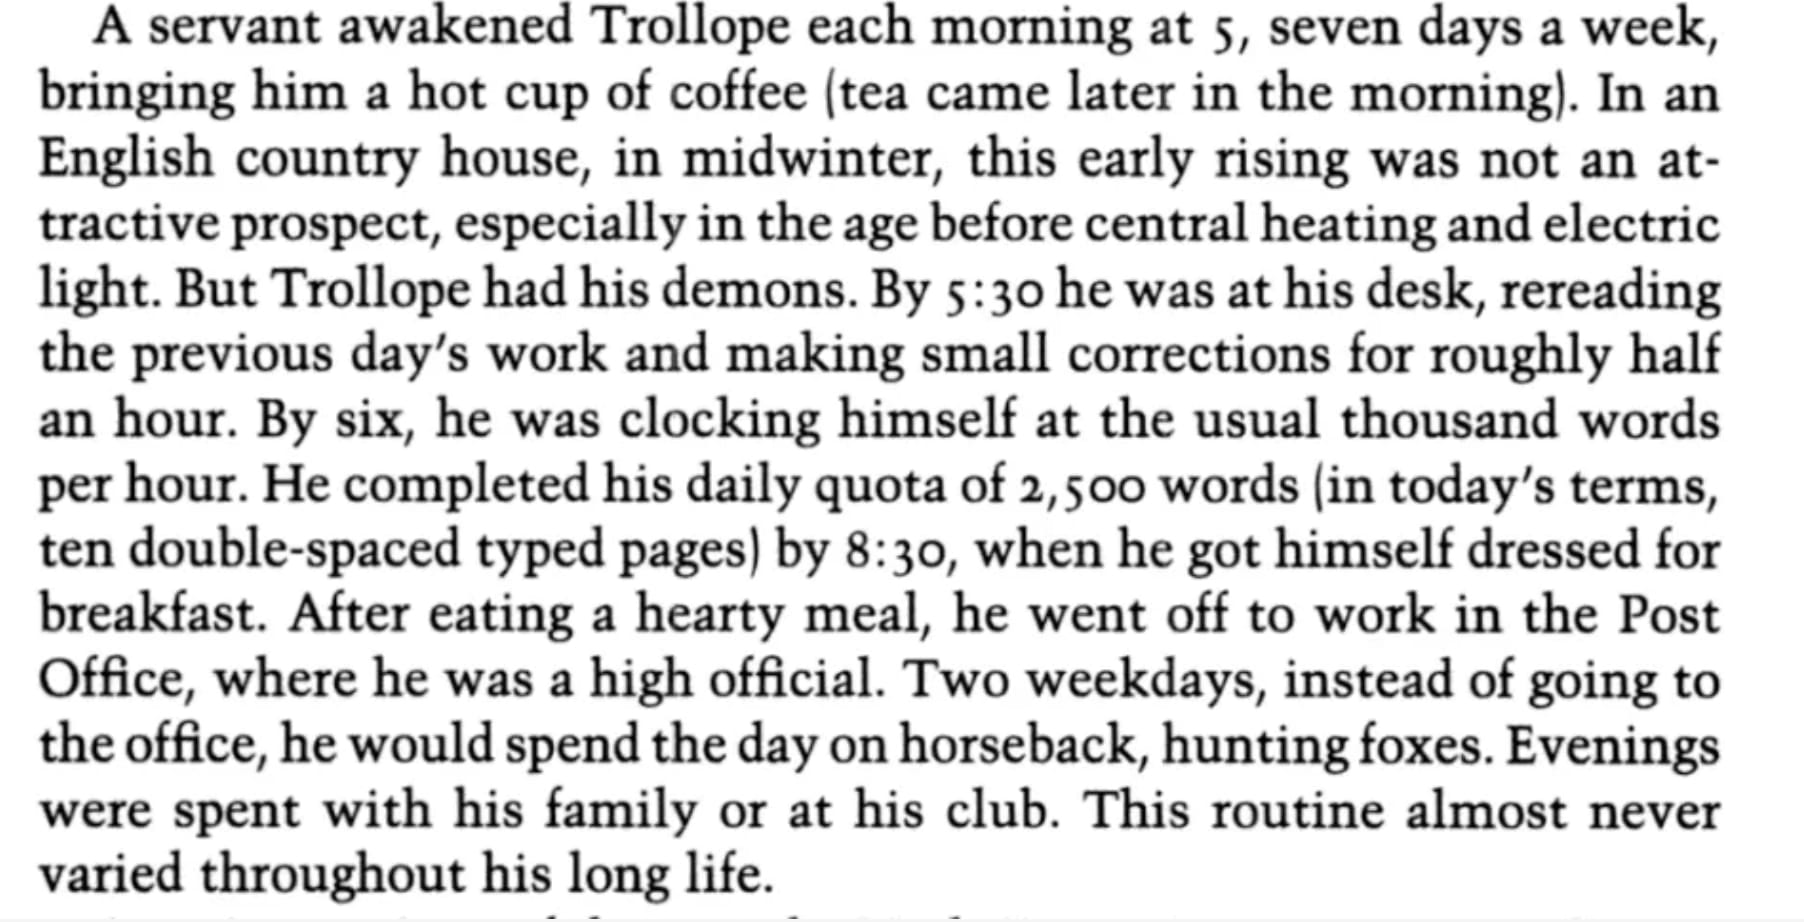 A servant awakened Trollope each morning at 5, seven days a week,
bringing him a hot cup of coffee (tea came later in the morning). In an
English country house, in midwinter, this early rising was not an at-
tractive prospect, especially in the age before central heating and electric
light. But Trollope had his demons. By 5:30 he was at his desk, rereading
the previous day's work and making small corrections for roughly half
an hour. By six, he was clocking himself at the usual thousand words
per hour. He completed his daily quota of 2,500 words (in today's terms,
ten double-spaced typed pages) by 8:30, when he got himself dressed for
breakfast. After eating a hearty meal, he went off to work in the Post
Office, where he was a high official. Two weekdays, instead of going to
the office, he would spend the day on horseback, hunting foxes. Evenings
were spent with his family or at his club. This routine almost never
varied throughout his long life.